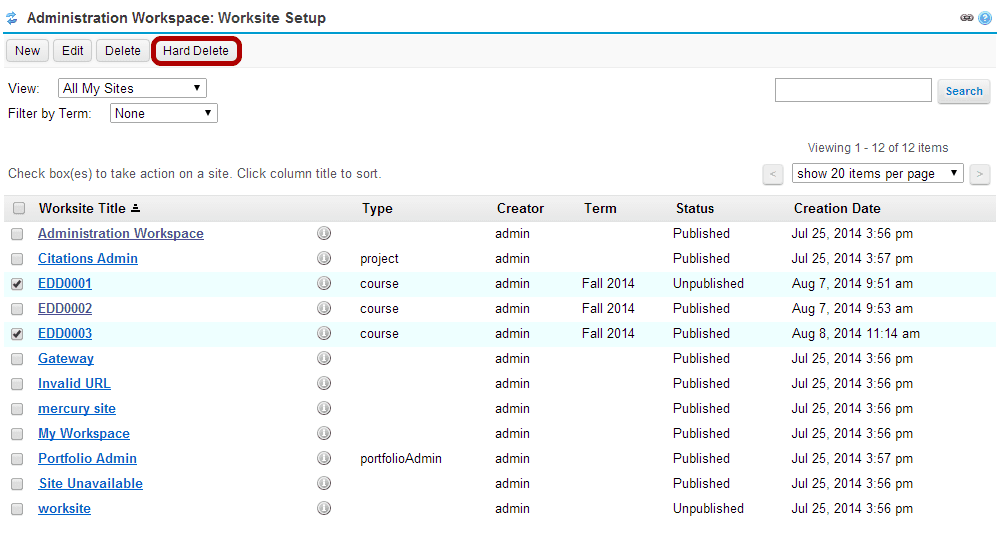 Administration Workspace: Worksite Setup
New Edit Delete Hard Delete
View: All My Sites
Search
Filter by Term: None
Viewing 1 - 12 of 12 items
Check box(es) to take action on a site. Click column title to sort.
< show 20 items per page >
Worksite Title Type Creator Term Status Creation Date
Administration Workspace admin Published Jul 25, 2014 3:56 pm
Citations Admin project admin Published Jul 25, 2014 3:57 pm
EDD0001 course admin Fall 2014 Unpublished Aug 7, 2014 9:51 am
EDD0002 course admin Fall 2014 Published Aug 7, 2014 9:53 am
EDD0003 course admin Fall 2014 Published Aug 8, 2014 11:14 am
Gateway admin Published Jul 25, 2014 3:56 pm
Invalid URL admin Published Jul 25, 2014 3:56 pm
mercury site admin Published Jul 25, 2014 3:56 pm
My Workspace admin Published Jul 25, 2014 3:56 pm
Portfolio Admin portfolioAdmin admin Published Jul 25, 2014 3:57 pm
Site Unavailable admin Published Jul 25, 2014 3:56 pm
worksite admin Unpublished Jul 25, 2014 3:56 pm